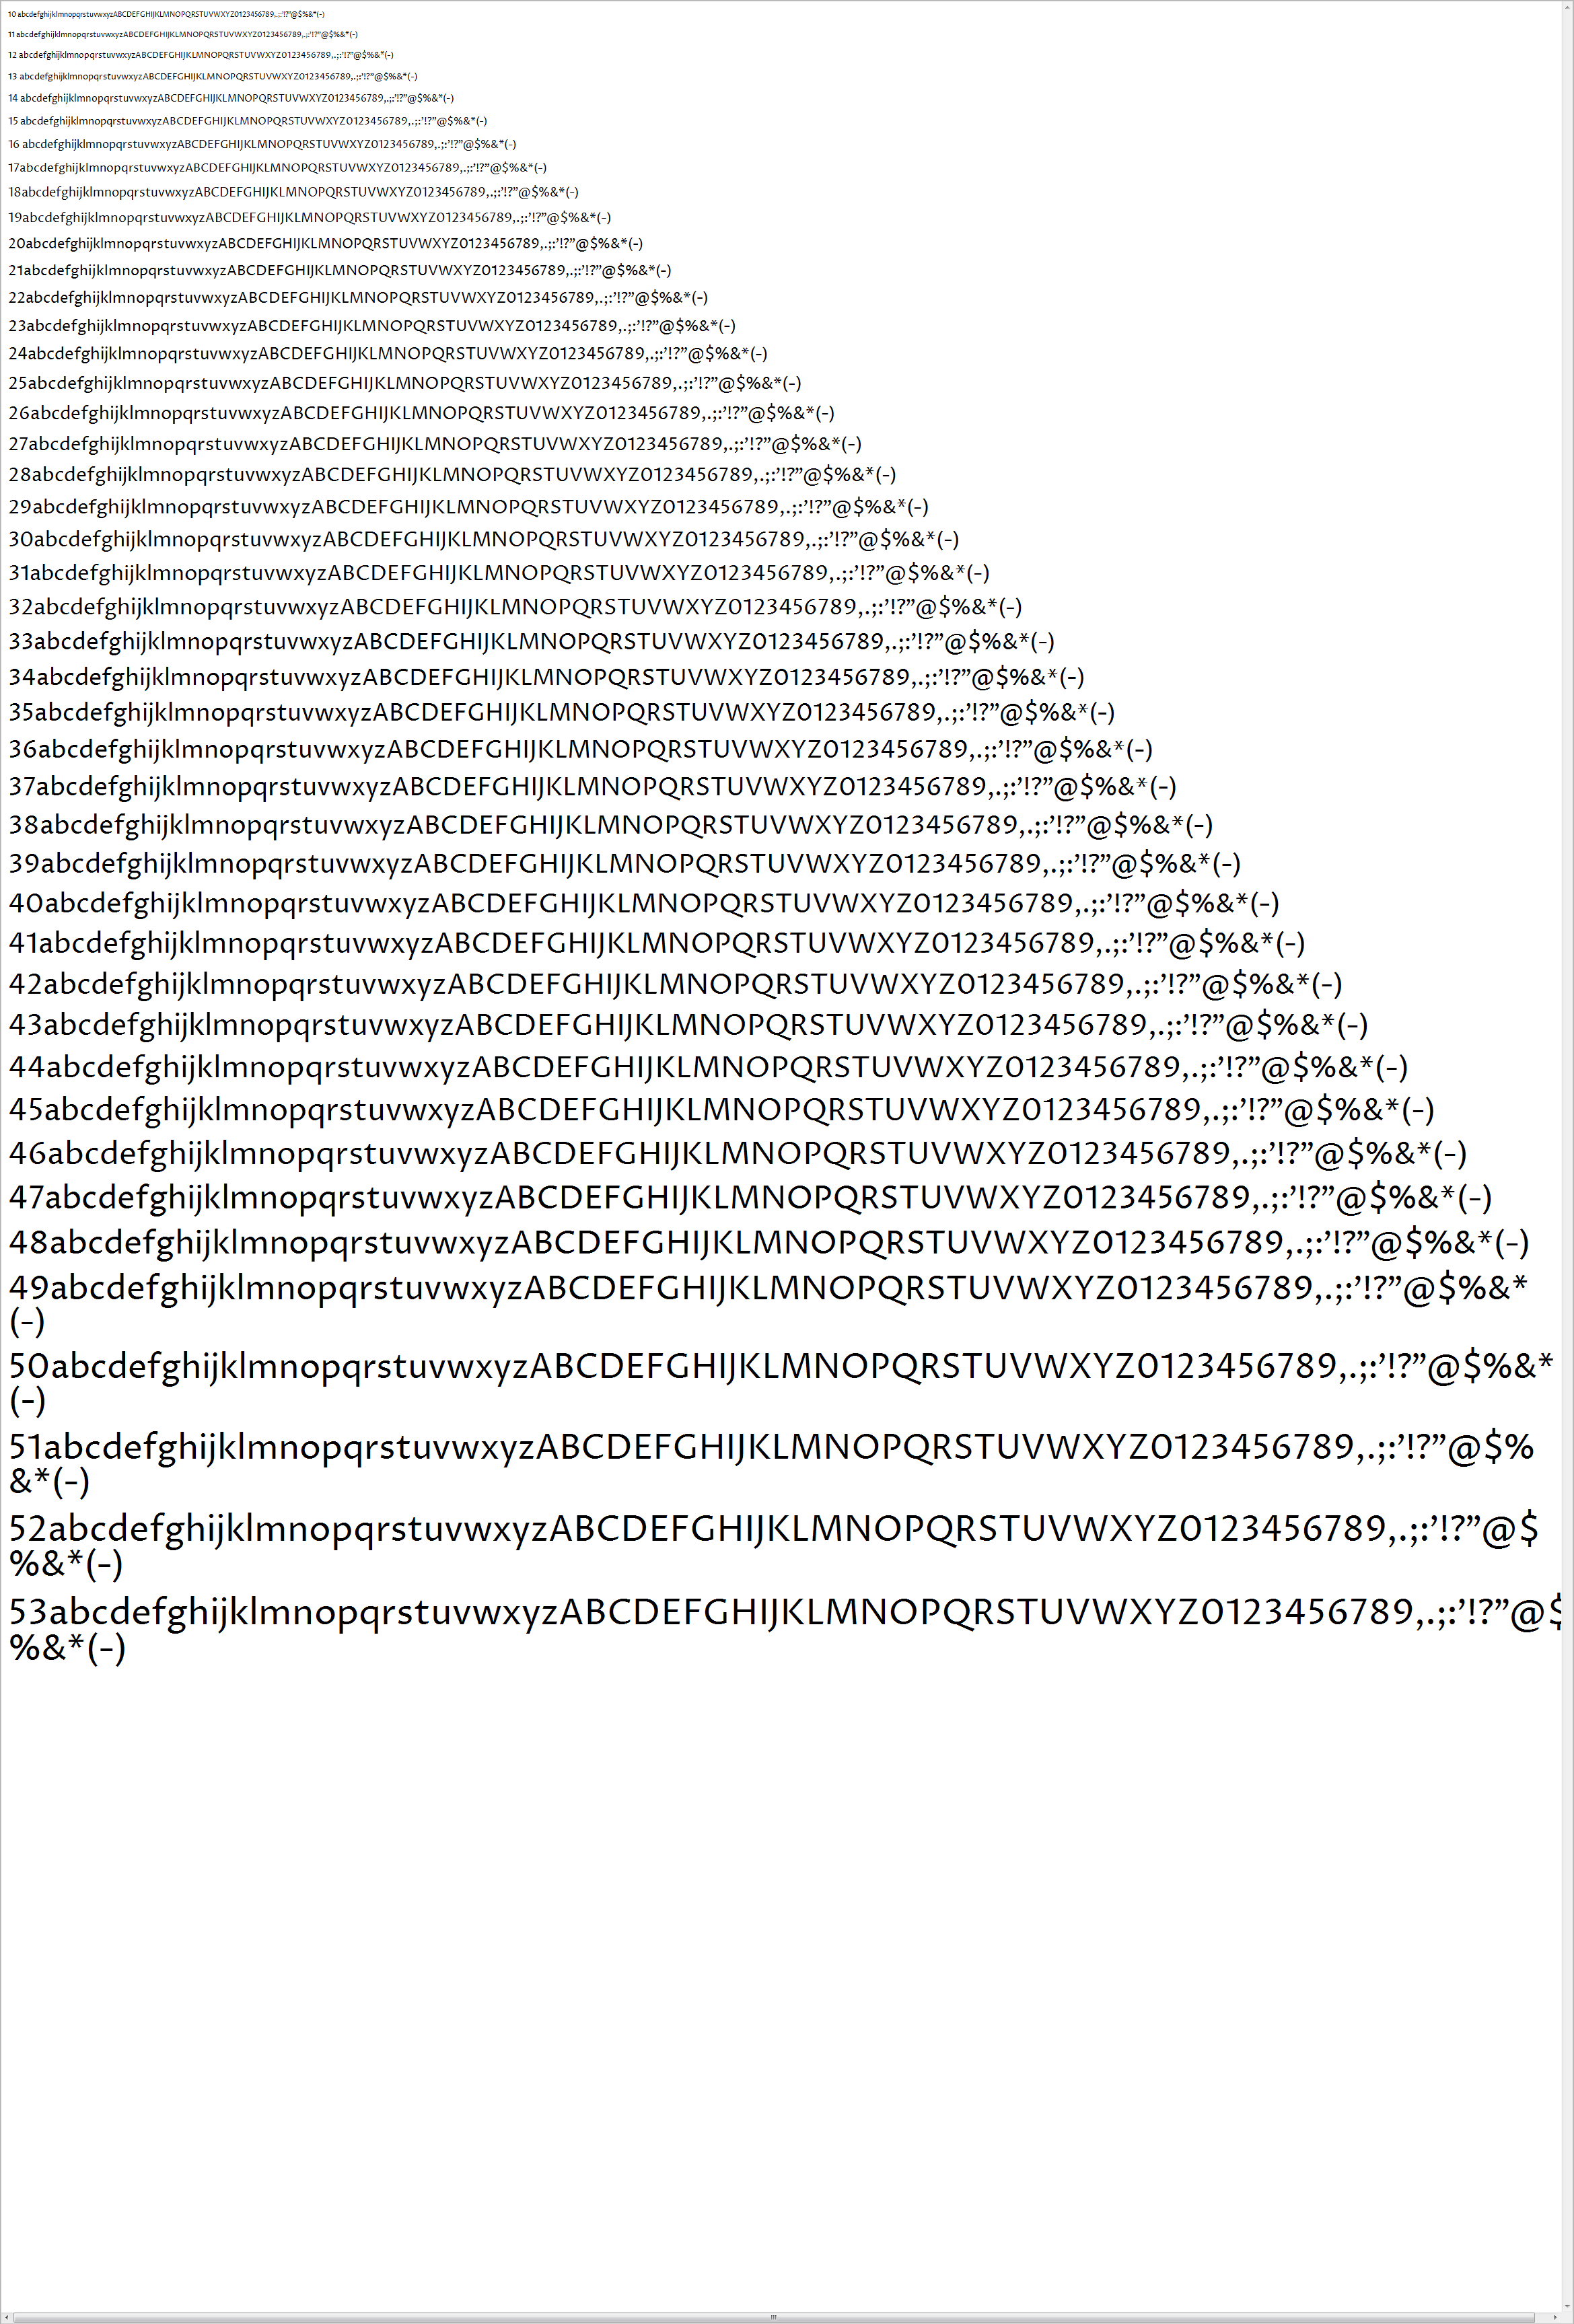 10 abcdefghijklmnopqrstuvwxyzABCDEFGHIJKLMNOPQRSTUVWXYZ0123456789,.;:’!?”@$%&*(-)
11 abcdefghijklmnopqrstuvwxyzABCDEFGHIJKLMNOPQRSTUVWXYZ0123456789,.;:’!?”@$%&*(-)
12 abcdefghijklmnopqrstuvwxyzABCDEFGHIJKLMNOPQRSTUVWXYZ0123456789,.;:’!?”@$%&*(-)
13 abcdefghijklmnopqrstuvwxyzABCDEFGHIJKLMNOPQRSTUVWXYZ0123456789,.;:’!?”@$%&*(-)
14 abcdefghijklmnopqrstuvwxyzABCDEFGHIJKLMNOPQRSTUVWXYZ0123456789,.;:’!?”@$%&*(-)
15 abcdefghijklmnopqrstuvwxyzABCDEFGHIJKLMNOPQRSTUVWXYZ0123456789,.;:’!?”@$%&*(-)
16 abcdefghijklmnopqrstuvwxyzABCDEFGHIJKLMNOPQRSTUVWXYZ0123456789,.;:’!?”@$%&*(-)
17abcdefghijklmnopqrstuvwxyzABCDEFGHIJKLMNOPQRSTUVWXYZ0123456789,.;:’!?”@$%&*(-)
18abcdefghijklmnopqrstuvwxyzABCDEFGHIJKLMNOPQRSTUVWXYZ0123456789,.;:’!?”@$%&*(-)
19abcdefghijklmnopqrstuvwxyzABCDEFGHIJKLMNOPQRSTUVWXYZ0123456789,.;:’!?”@$%&*(-)
20abcdefghijklmnopqrstuvwxyzABCDEFGHIJKLMNOPQRSTUVWXYZ0123456789,.;:’!?”@$%&*(-)
21abcdefghijklmnopqrstuvwxyzABCDEFGHIJKLMNOPQRSTUVWXYZ0123456789,.;:’!?”@$%&*(-)
22abcdefghijklmnopqrstuvwxyzABCDEFGHIJKLMNOPQRSTUVWXYZ0123456789,.;:’!?”@$%&*(-)
23abcdefghijklmnopqrstuvwxyzABCDEFGHIJKLMNOPQRSTUVWXYZ0123456789,.;:’!?”@$%&*(-)
24abcdefghijklmnopqrstuvwxyzABCDEFGHIJKLMNOPQRSTUVWXYZ0123456789,.;:’!?”@$%&*(-)
25abcdefghijklmnopqrstuvwxyzABCDEFGHIJKLMNOPQRSTUVWXYZ0123456789,.;:’!?”@$%&*(-)
26abcdefghijklmnopqrstuvwxyzABCDEFGHIJKLMNOPQRSTUVWXYZ0123456789,.;:’!?”@$%&*(-)
27abcdefghijklmnopqrstuvwxyzABCDEFGHIJKLMNOPQRSTUVWXYZ0123456789,.;:’!?”@$%&*(-)
28abcdefghijklmnopqrstuvwxyzABCDEFGHIJKLMNOPQRSTUVWXYZ0123456789,.;:’!?”@$%&*(-)
29abcdefghijklmnopqrstuvwxyzABCDEFGHIJKLMNOPQRSTUVWXYZ0123456789,.;:’!?”@$%&*(-)
30abcdefghijklmnopqrstuvwxyzABCDEFGHIJKLMNOPQRSTUVWXYZ0123456789,.;:’!?”@$%&*(-)
31abcdefghijklmnopqrstuvwxyzABCDEFGHIJKLMNOPQRSTUVWXYZ0123456789,.;:’!?”@$%&*(-)
32abcdefghijklmnopqrstuvwxyzABCDEFGHIJKLMNOPQRSTUVWXYZ0123456789,.;:’!?”@$%&*(-)
33abcdefghijklmnopqrstuvwxyzABCDEFGHIJKLMNOPQRSTUVWXYZ0123456789,.;:’!?”@$%&*(-)
34abcdefghijklmnopqrstuvwxyzABCDEFGHIJKLMNOPQRSTUVWXYZ0123456789,.;:’!?”@$%&*(-)
35abcdefghijklmnopqrstuvwxyzABCDEFGHIJKLMNOPQRSTUVWXYZ0123456789,.;:’!?”@$%&*(-)
36abcdefghijklmnopqrstuvwxyzABCDEFGHIJKLMNOPQRSTUVWXYZ0123456789,.;:’!?”@$%&*(-)
37abcdefghijklmnopqrstuvwxyzABCDEFGHIJKLMNOPQRSTUVWXYZ0123456789,.;:’!?”@$%&*(-)
38abcdefghijklmnopqrstuvwxyzABCDEFGHIJKLMNOPQRSTUVWXYZ0123456789,.;:’!?”@$%&*(-)
39abcdefghijklmnopqrstuvwxyzABCDEFGHIJKLMNOPQRSTUVWXYZ0123456789,.;:’!?”@$%&*(-)
40abcdefghijklmnopqrstuvwxyzABCDEFGHIJKLMNOPQRSTUVWXYZ0123456789,.;:’!?”@$%&*(-)
41abcdefghijklmnopqrstuvwxyzABCDEFGHIJKLMNOPQRSTUVWXYZ0123456789,.;:’!?”@$%&*(-)
42abcdefghijklmnopqrstuvwxyzABCDEFGHIJKLMNOPQRSTUVWXYZ0123456789,.;:’!?”@$%&*(-)
43abcdefghijklmnopqrstuvwxyzABCDEFGHIJKLMNOPQRSTUVWXYZ0123456789,.;:’!?”@$%&*(-)
44abcdefghijklmnopqrstuvwxyzABCDEFGHIJKLMNOPQRSTUVWXYZ0123456789,.;:’!?”@$%&*(-)
45abcdefghijklmnopqrstuvwxyzABCDEFGHIJKLMNOPQRSTUVWXYZ0123456789,.;:’!?”@$%&*(-)
46abcdefghijklmnopqrstuvwxyzABCDEFGHIJKLMNOPQRSTUVWXYZ0123456789,.;:’!?”@$%&*(-)
47abcdefghijklmnopqrstuvwxyzABCDEFGHIJKLMNOPQRSTUVWXYZ0123456789,.;:’!?”@$%&*(-)
48abcdefghijklmnopqrstuvwxyzABCDEFGHIJKLMNOPQRSTUVWXYZ0123456789,.;:’!?”@$%&*(-)
49abcdefghijklmnopqrstuvwxyzABCDEFGHIJKLMNOPQRSTUVWXYZ0123456789,.;:’!?”@$%&*
(-)
50abcdefghijklmnopqrstuvwxyzABCDEFGHIJKLMNOPQRSTUVWXYZ0123456789,.;:’!?”@$%&*
(-)
51abcdefghijklmnopqrstuvwxyzABCDEFGHIJKLMNOPQRSTUVWXYZ0123456789,.;:’!?”@$%
&*(-)
52abcdefghijklmnopqrstuvwxyzABCDEFGHIJKLMNOPQRSTUVWXYZ0123456789,.;:’!?”@$
%&*(-)
53abcdefghijklmnopqrstuvwxyzABCDEFGHIJKLMNOPQRSTUVWXYZ0123456789,.;:’!?”@$
%&*(-)